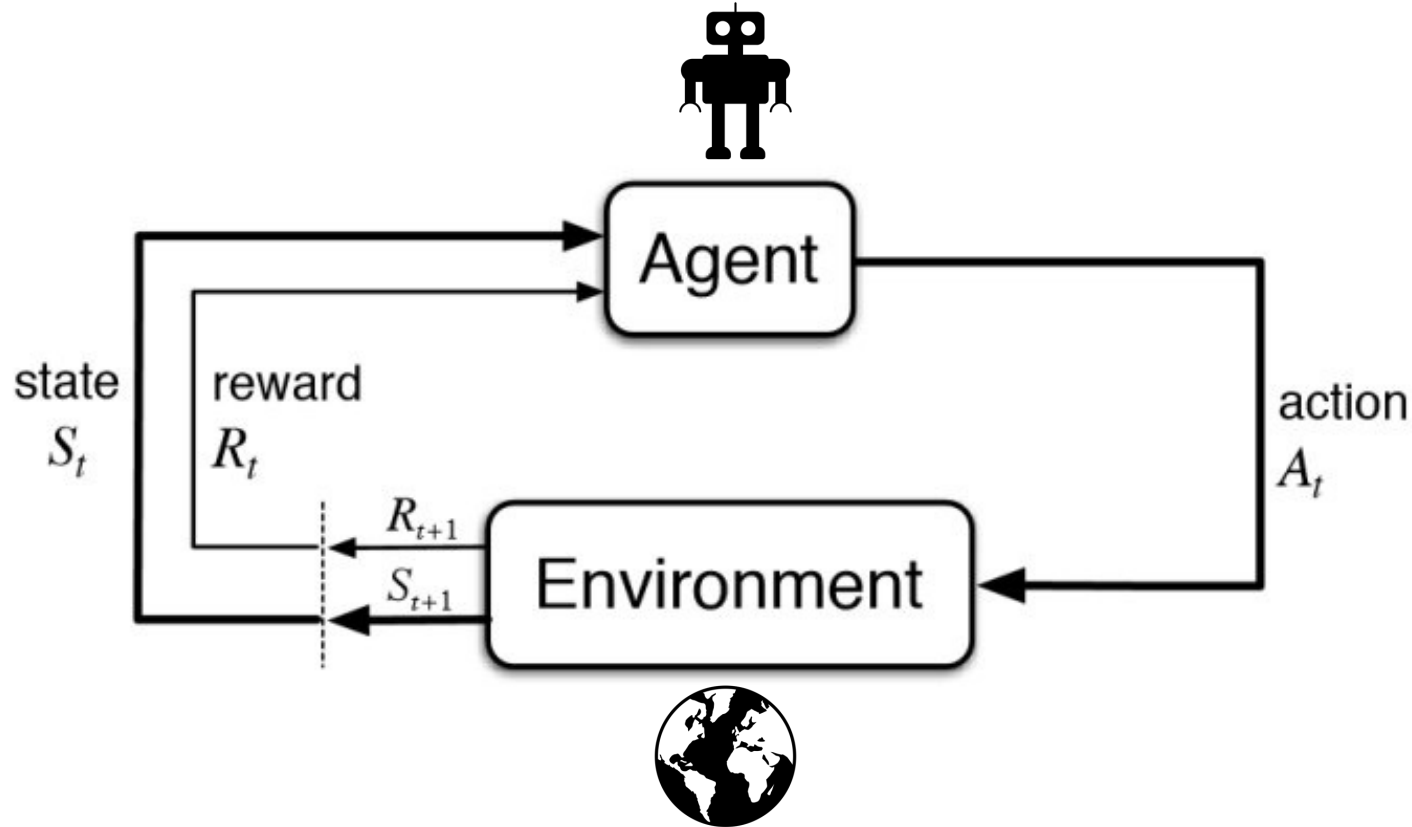 Agent
state
S_t
reward
R_t
action
A_t
R_{t+1}
S_{t+1}
Environment